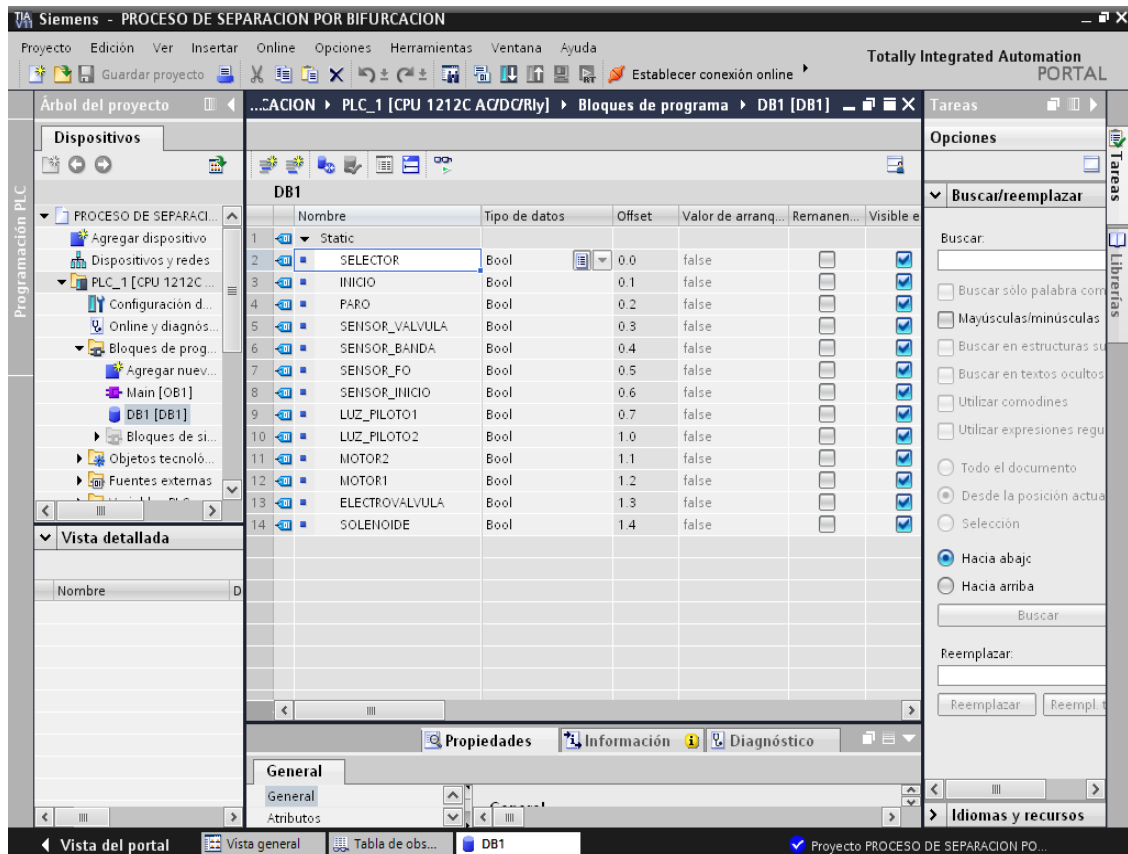 Siemens - PROCESO DE SEPARACION POR BIFURCACION
Proyecto Edición Ver Insertar Online Opciones Herramientas Ventana Ayuda
Totally Integrated Automation
PORTAL
Guardar proyecto
Establecer conexión online
Árbol del proyecto
...CACION PLC_1 [CPU 1212C AC/DC/Rly] Bloques de programa DB1 [DB1]
Tareas
Dispositivos
Programación PLC
PROCESO DE SEPARACI...
Agregar dispositivo
Dispositivos y redes
PLC_1 [CPU 1212C ...
Configuración d...
Online y diagnós...
Bloques de prog...
Agregar nuev...
Main [OB1]
DB1 [DB1]
Bloques de si...
Objetos tecnoló...
Fuentes externas
Vista detallada
Nombre D
DB1
Nombre Tipo de datos Offset Valor de arranq... Remanen... Visible e
1 Static
2 SELECTOR Bool 0.0 false
3 INICIO Bool 0.1 false
4 PARO Bool 0.2 false
5 SENSOR_VALVULA Bool 0.3 false
6 SENSOR_BANDA Bool 0.4 false
7 SENSOR_FO Bool 0.5 false
8 SENSOR_INICIO Bool 0.6 false
9 LUZ_PILOTO1 Bool 0.7 false
10 LUZ_PILOTO2 Bool 1.0 false
11 MOTOR2 Bool 1.1 false
12 MOTOR1 Bool 1.2 false
13 ELECTROVALVULA Bool 1.3 false
14 SOLENOIDE Bool 1.4 false
Propiedades Información Diagnóstico
General
General
Atributos
Opciones
Buscar/reemplazar
Buscar:
Buscar sólo palabra com
Mayúsculas/minúsculas
Buscar en estructuras su
Buscar en textos ocultos
Utilizar comodines
Utilizar expresiones regu
Todo el documento
Desde la posición actua
Selección
Hacia abajo
Hacia arriba
Buscar
Reemplazar:
Reemplazar Reempl. t
Idiomas y recursos
Tareas
Librerías
Vista del portal Vista general Tabla de obs... DB1 Proyecto PROCESO DE SEPARACION PO...